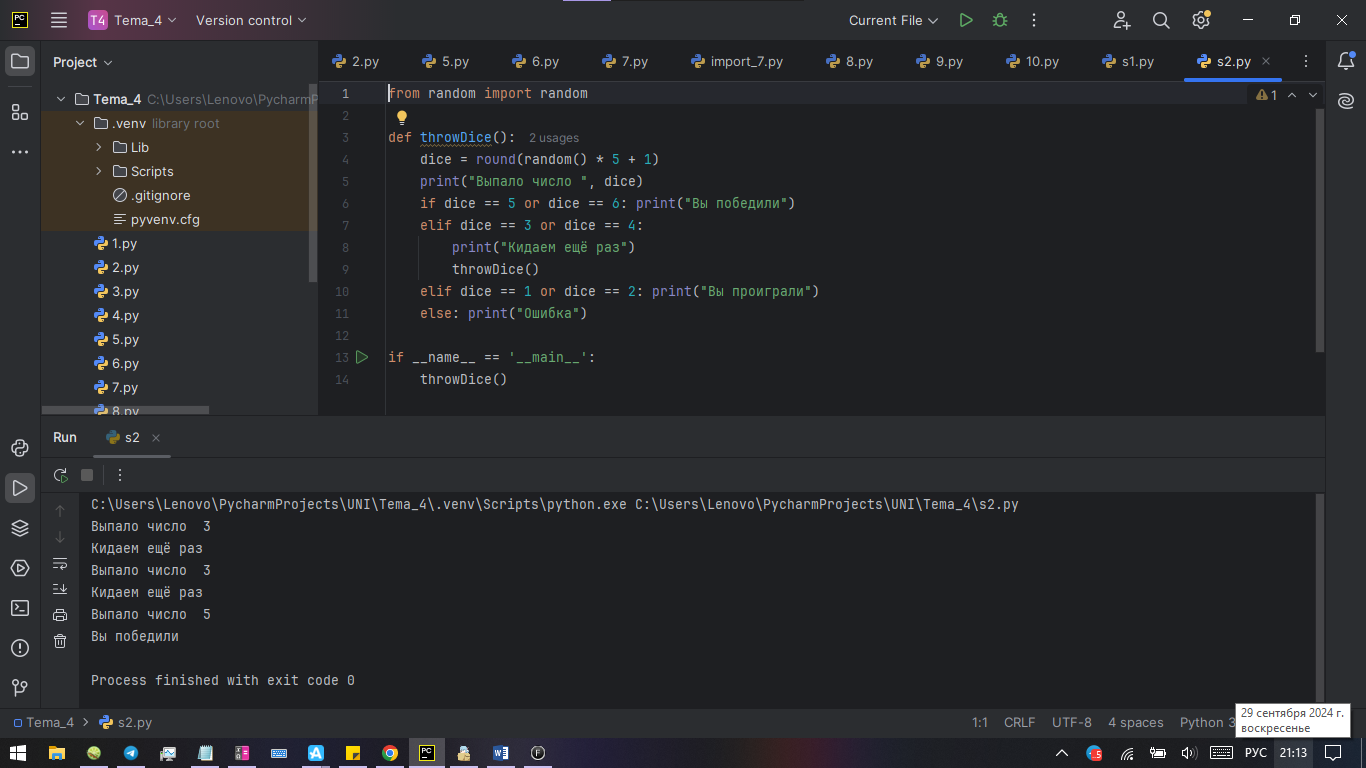 T4 Tema_4 Version control Current File
Project
2.py 5.py 6.py 7.py import_7.py 8.py 9.py 10.py s1.py s2.py
Tema_4 C:\Users\Lenovo\PycharmP
.venv library root
Lib
Scripts
.gitignore
pyvenv.cfg
1.py
2.py
3.py
4.py
5.py
6.py
7.py
8.py
1 from random import random
1
2
3 def throwDice(): 2 usages
4 dice = round(random() * 5 + 1)
5 print("Выпало число ", dice)
6 if dice == 5 or dice == 6: print("Вы победили")
7 elif dice == 3 or dice == 4:
8 print("Кидаем ещё раз")
9 throwDice()
10 elif dice == 1 or dice == 2: print("Вы проиграли")
11 else: print("Ошибка")
12
13 if __name__ == '__main__':
14 throwDice()
Run s2
C:\Users\Lenovo\PycharmProjects\UNI\Tema_4\.venv\Scripts\python.exe C:\Users\Lenovo\PycharmProjects\UNI\Tema_4\s2.py
Выпало число  3
Кидаем ещё раз
Выпало число  3
Кидаем ещё раз
Выпало число  5
Вы победили
Process finished with exit code 0
Tema_4 s2.py
1:1 CRLF UTF-8 4 spaces Python 3
29 сентября 2024 г.
воскресенье
РУС 21:13